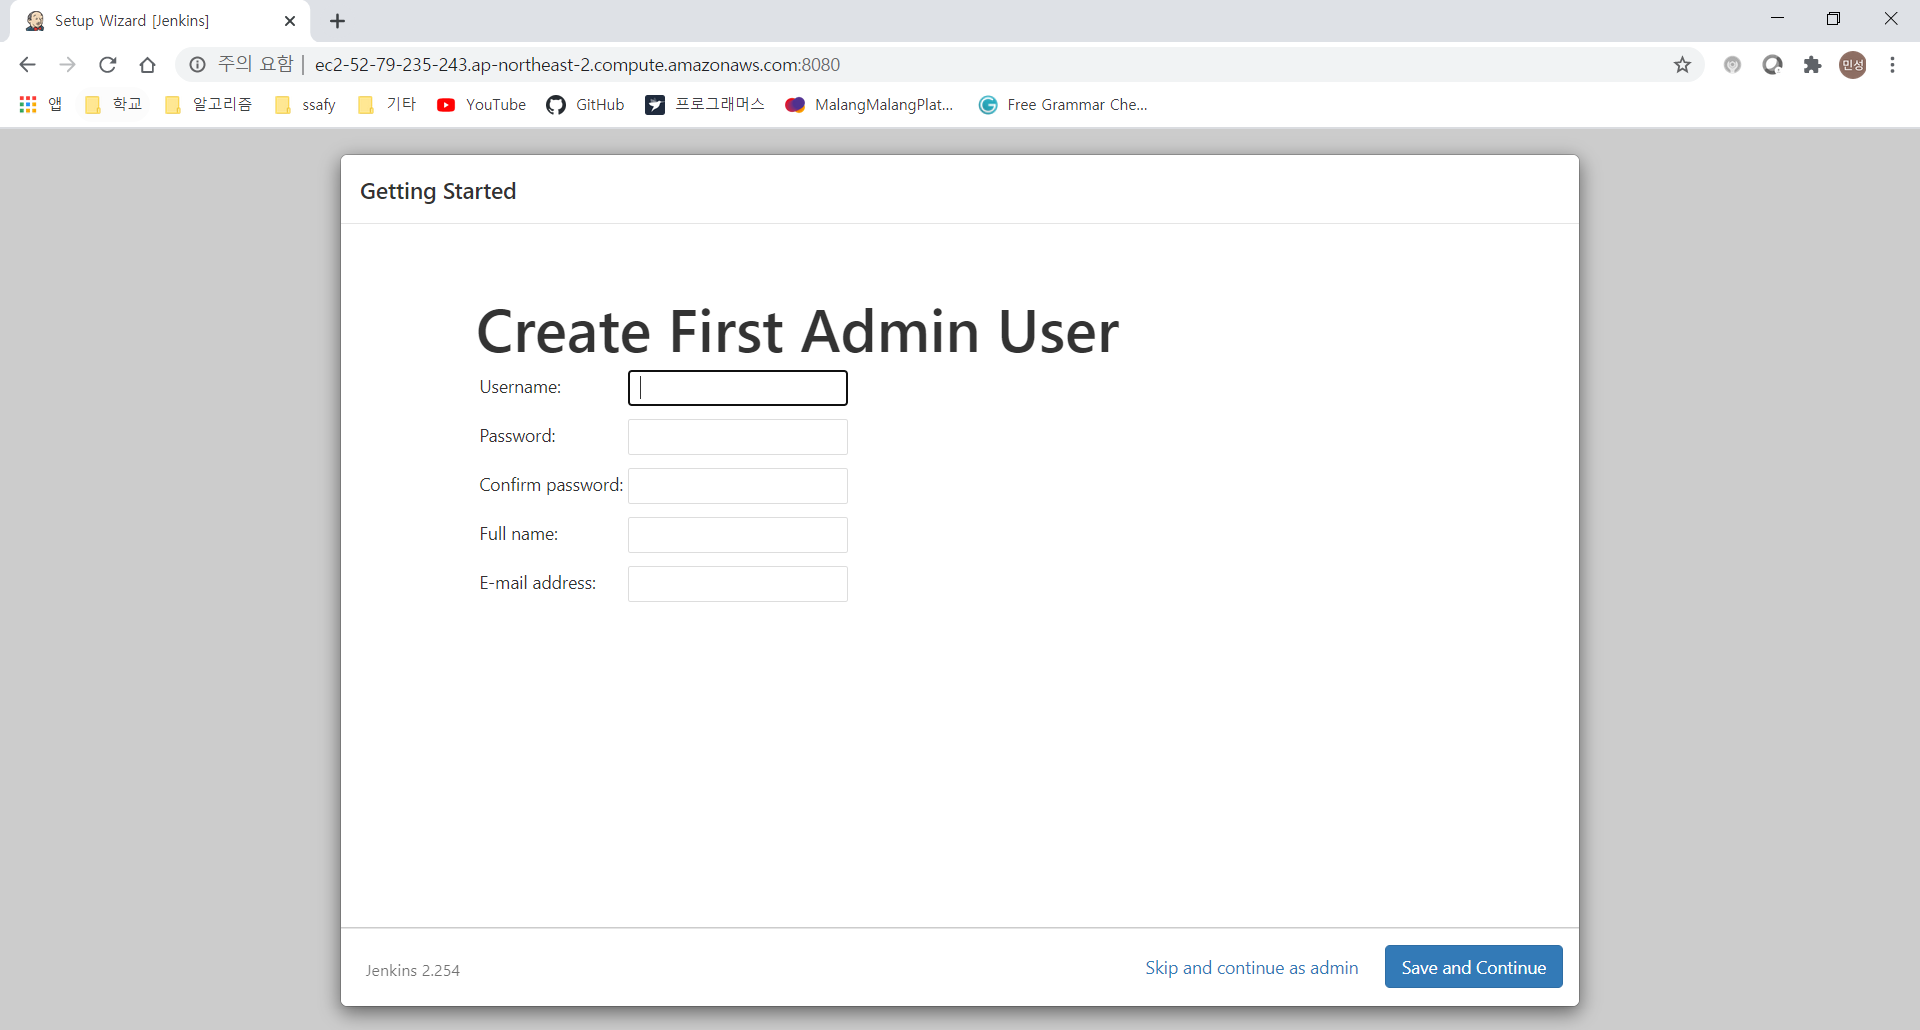 Setup Wizard [Jenkins]
주의 요함 | ec2-52-79-235-243.ap-northeast-2.compute.amazonaws.com:8080
민성
앱 학교 알고리즘 ssafy 기타 YouTube GitHub 프로그래머스 MalangMalangPlat... Free Grammar Che...
Getting Started
Create First Admin User
Username:
Password:
Confirm password:
Full name:
E-mail address:
Jenkins 2.254
Skip and continue as admin
Save and Continue